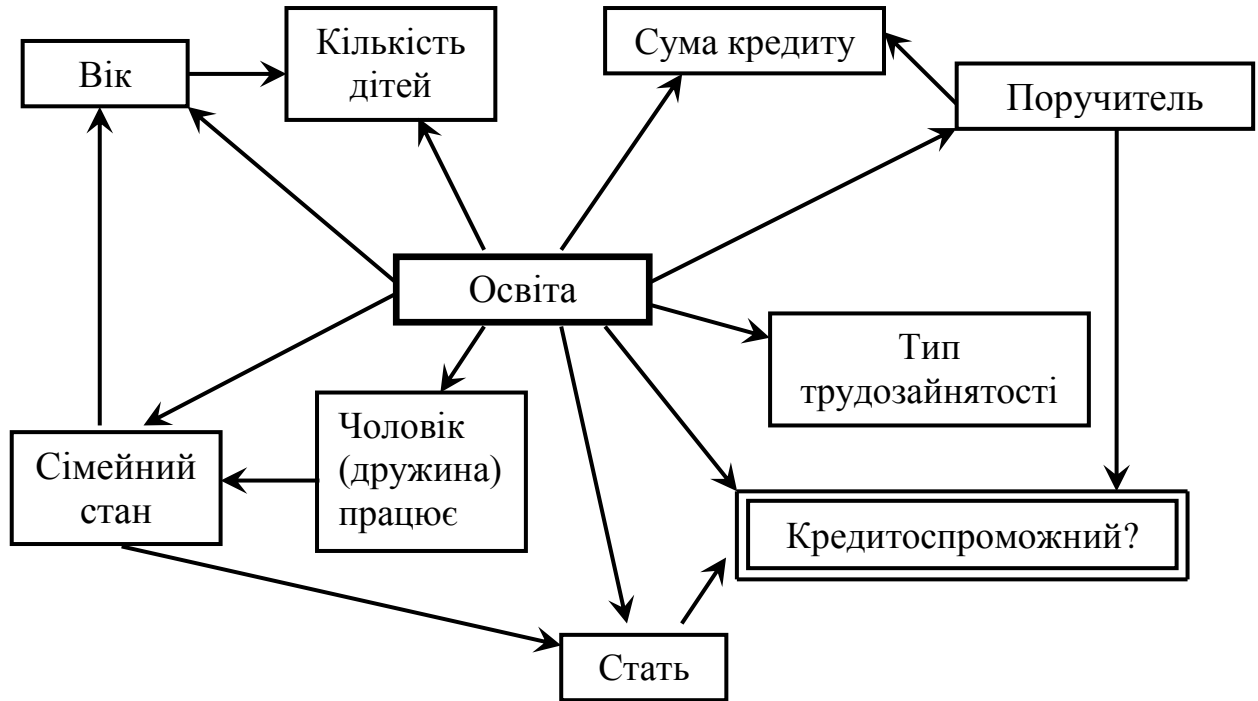 Кількість
дітей
Сума кредиту
Вік
Поручитель
Освіта
Тип
трудозайнятості
Чоловік
(дружина)
працює
Сімейний
стан
Кредитоспроможний?
Стать